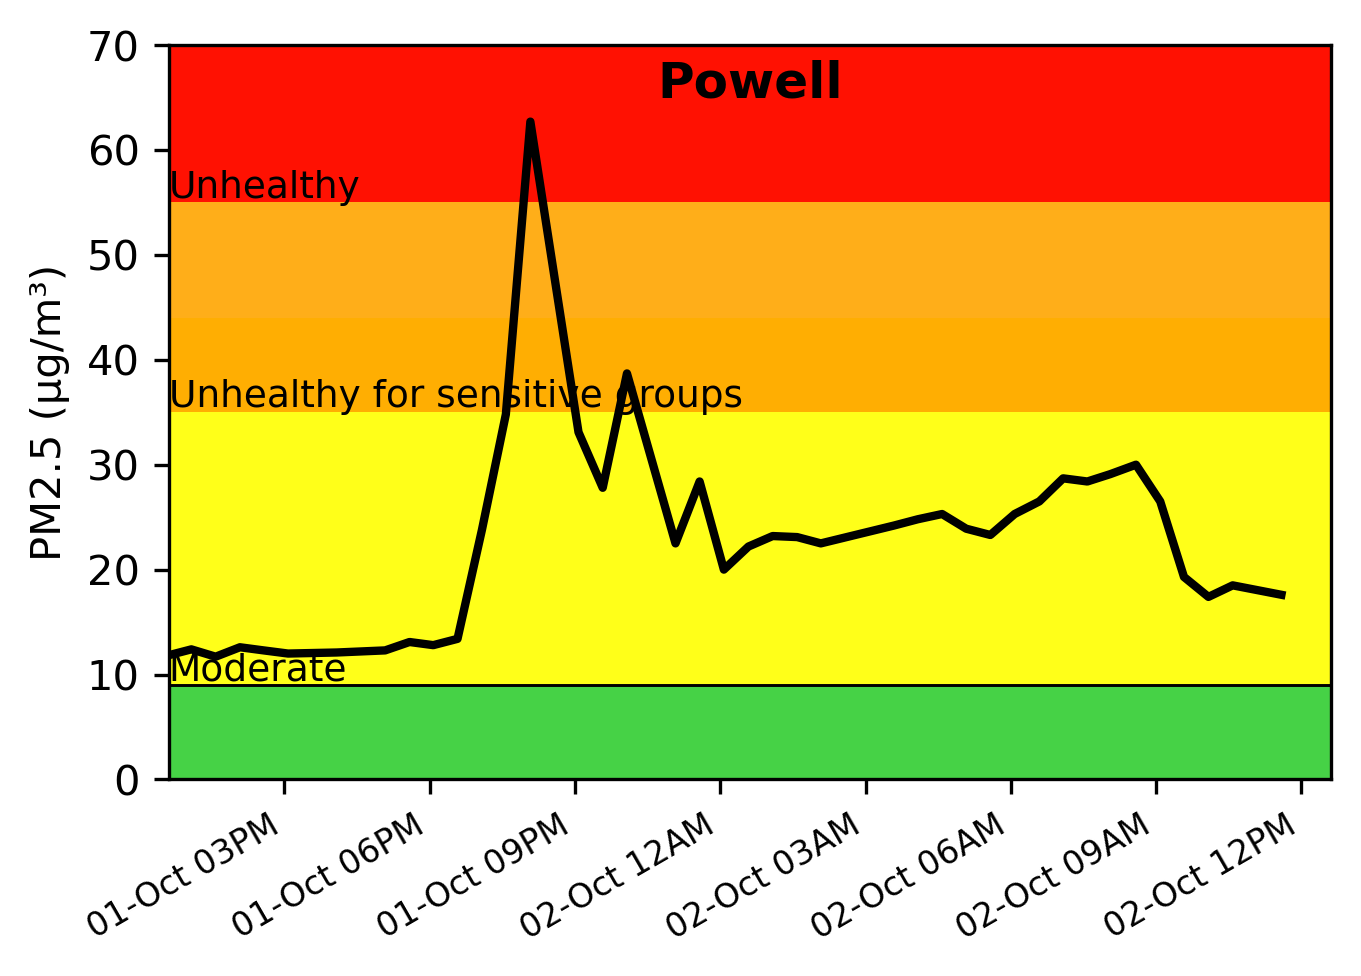 Powell
PM2.5 (µg/m³)
70
60
50
40
30
20
10
0
Unhealthy
Unhealthy for sensitive groups
Moderate
01-Oct 03PM
01-Oct 06PM
01-Oct 09PM
02-Oct 12AM
02-Oct 03AM
02-Oct 06AM
02-Oct 09AM
02-Oct 12PM